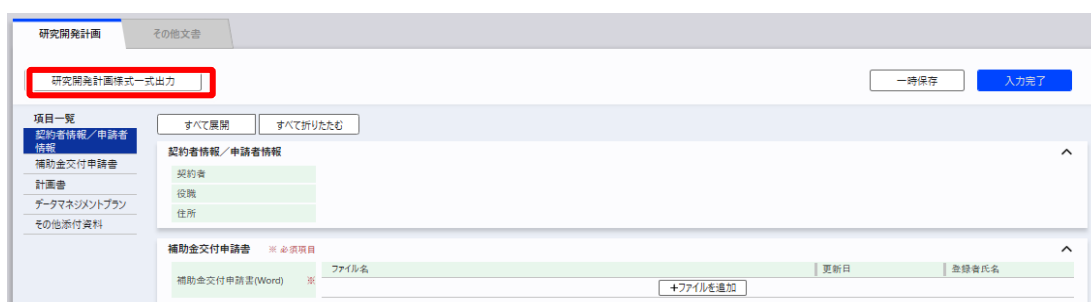 研究開発計画
その他文書
研究開発計画様式一式出力
一時保存
入力完了
項目一覧
契約者情報／申請者
情報
補助金交付申請書
計画書
データマネジメントプラン
その他添付資料
すべて展開
すべて折りたたむ
契約者情報／申請者情報
契約者
役職
住所
補助金交付申請書 ※ 必須項目
ファイル名 更新日 登録者氏名
補助金交付申請書(Word) ※
+ファイルを追加